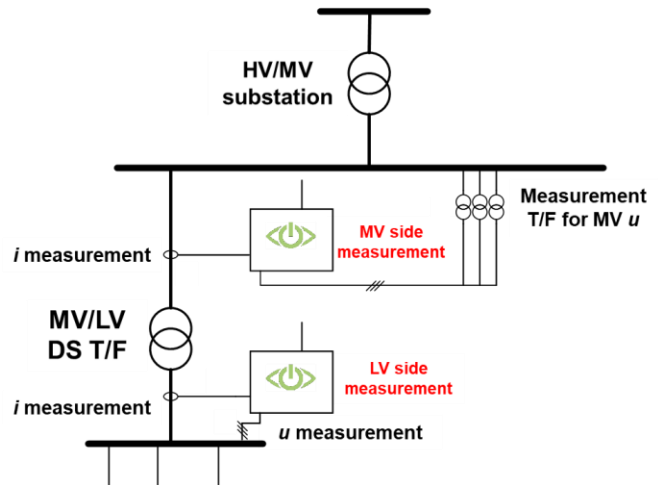 HV/MV
substation
Measurement
T/F for MV u
MV side
measurement
i measurement
MV/LV
DS T/F
LV side
measurement
i measurement
u measurement